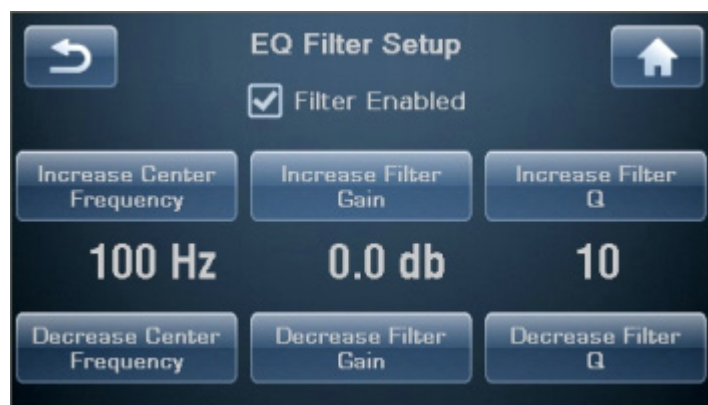 EQ Filter Setup
Filter Enabled
Increase Center Frequency
Increase Filter Gain
Increase Filter Q
100 Hz
0.0 db
10
Decrease Center Frequency
Decrease Filter Gain
Decrease Filter Q